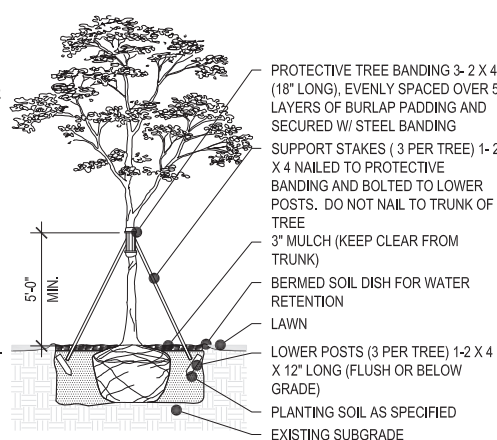 PROTECTIVE TREE BANDING 3- 2 X 4
(18" LONG), EVENLY SPACED OVER 5
LAYERS OF BURLAP PADDING AND
SECURED W/ STEEL BANDING
SUPPORT STAKES ( 3 PER TREE) 1- 2
X 4 NAILED TO PROTECTIVE
BANDING AND BOLTED TO LOWER
POSTS. DO NOT NAIL TO TRUNK OF
TREE
3" MULCH (KEEP CLEAR FROM
TRUNK)
BERMED SOIL DISH FOR WATER
RETENTION
LAWN
LOWER POSTS (3 PER TREE) 1-2 X 4
X 12" LONG (FLUSH OR BELOW
GRADE)
PLANTING SOIL AS SPECIFIED
EXISTING SUBGRADE
5'-0"
MIN.